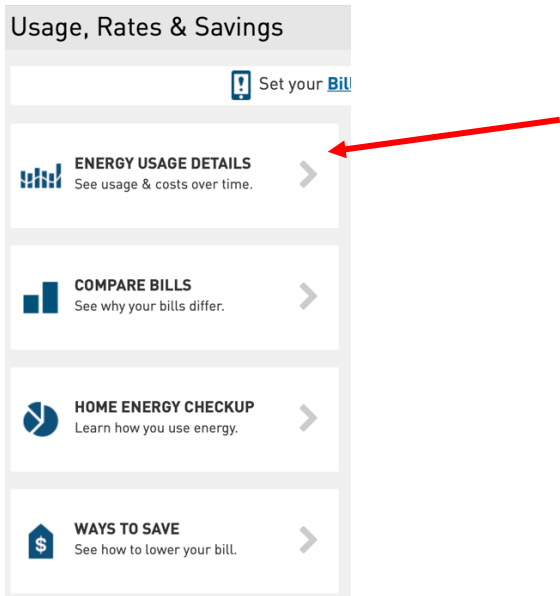 Usage, Rates & Savings
Set your Bill
ENERGY USAGE DETAILS
See usage & costs over time.
COMPARE BILLS
See why your bills differ.
HOME ENERGY CHECKUP
Learn how you use energy.
WAYS TO SAVE
$
See how to lower your bill.